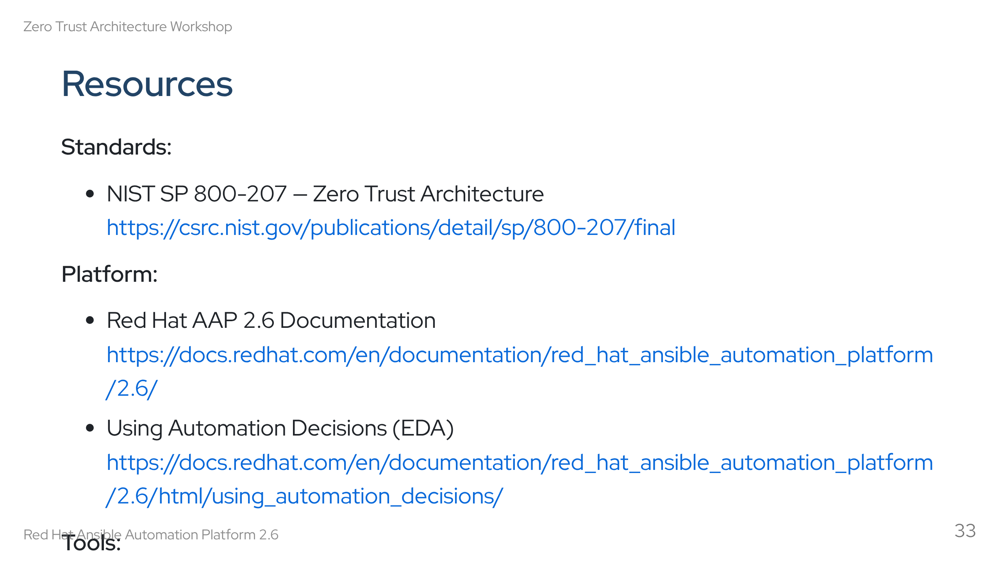 Zero Trust Architecture Workshop
Resources
Standards:
• NIST SP 800-207 — Zero Trust Architecture
https://csrc.nist.gov/publications/detail/sp/800-207/final
Platform:
• Red Hat AAP 2.6 Documentation
https://docs.redhat.com/en/documentation/red_hat_ansible_automation_platform
/2.6/
• Using Automation Decisions (EDA)
https://docs.redhat.com/en/documentation/red_hat_ansible_automation_platform
/2.6/html/using_automation_decisions/
Red Hat Ansible Automation Platform 2.6
33
Tools: